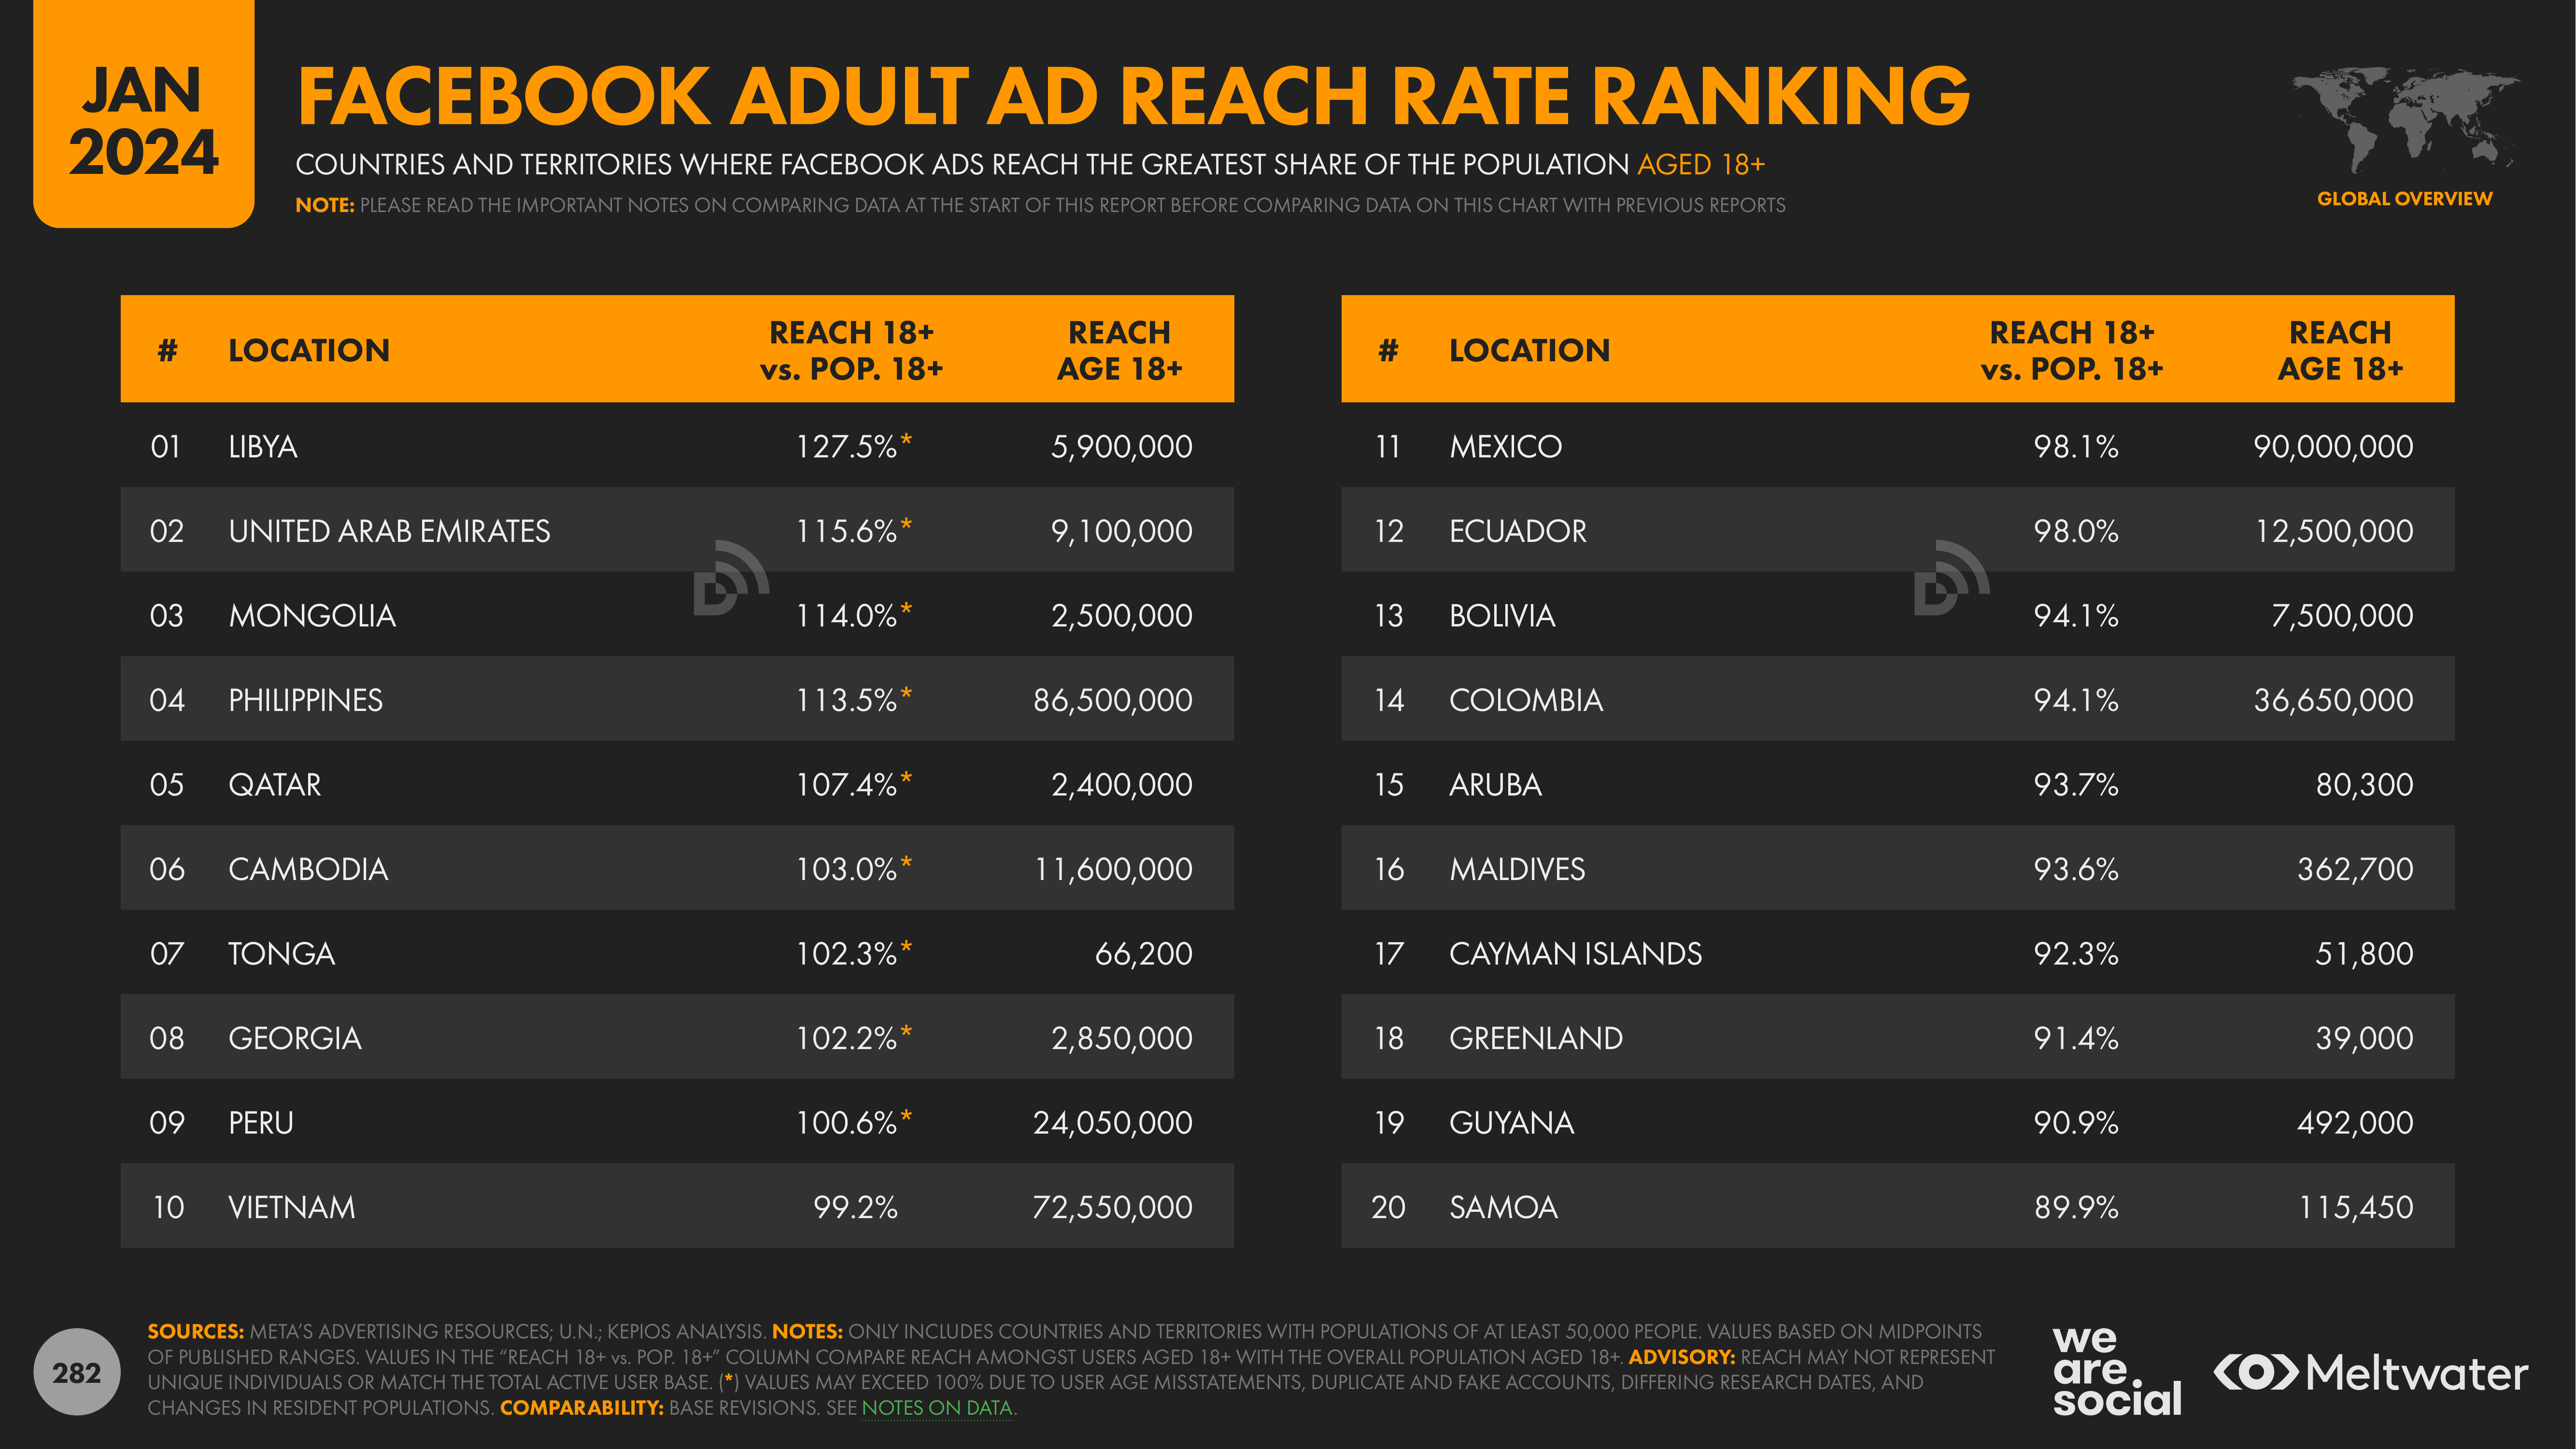 JAN
2024
FACEBOOK ADULT AD REACH RATE RANKING
COUNTRIES AND TERRITORIES WHERE FACEBOOK ADS REACH THE GREATEST SHARE OF THE POPULATION AGED 18+
NOTE: PLEASE READ THE IMPORTANT NOTES ON COMPARING DATA AT THE START OF THIS REPORT BEFORE COMPARING DATA ON THIS CHART WITH PREVIOUS REPORTS
GLOBAL OVERVIEW
# LOCATION REACH 18+ vs. POP. 18+ REACH AGE 18+
01 LIBYA 127.5%* 5,900,000
02 UNITED ARAB EMIRATES 115.6%* 9,100,000
03 MONGOLIA 114.0%* 2,500,000
04 PHILIPPINES 113.5%* 86,500,000
05 QATAR 107.4%* 2,400,000
06 CAMBODIA 103.0%* 11,600,000
07 TONGA 102.3%* 66,200
08 GEORGIA 102.2%* 2,850,000
09 PERU 100.6%* 24,050,000
10 VIETNAM 99.2% 72,550,000
# LOCATION REACH 18+ vs. POP. 18+ REACH AGE 18+
11 MEXICO 98.1% 90,000,000
12 ECUADOR 98.0% 12,500,000
13 BOLIVIA 94.1% 7,500,000
14 COLOMBIA 94.1% 36,650,000
15 ARUBA 93.7% 80,300
16 MALDIVES 93.6% 362,700
17 CAYMAN ISLANDS 92.3% 51,800
18 GREENLAND 91.4% 39,000
19 GUYANA 90.9% 492,000
20 SAMOA 89.9% 115,450
282
SOURCES: META'S ADVERTISING RESOURCES; U.N.; KEPIOS ANALYSIS. NOTES: ONLY INCLUDES COUNTRIES AND TERRITORIES WITH POPULATIONS OF AT LEAST 50,000 PEOPLE. VALUES BASED ON MIDPOINTS
OF PUBLISHED RANGES. VALUES IN THE "REACH 18+ vs. POP. 18+" COLUMN COMPARE REACH AMONGST USERS AGED 18+ WITH THE OVERALL POPULATION AGED 18+. ADVISORY: REACH MAY NOT REPRESENT
UNIQUE INDIVIDUALS OR MATCH THE TOTAL ACTIVE USER BASE. (*) VALUES MAY EXCEED 100% DUE TO USER AGE MISSTATEMENTS, DUPLICATE AND FAKE ACCOUNTS, DIFFERING RESEARCH DATES, AND
CHANGES IN RESIDENT POPULATIONS. COMPARABILITY: BASE REVISIONS. SEE NOTES ON DATA.
we
are
social
Meltwater